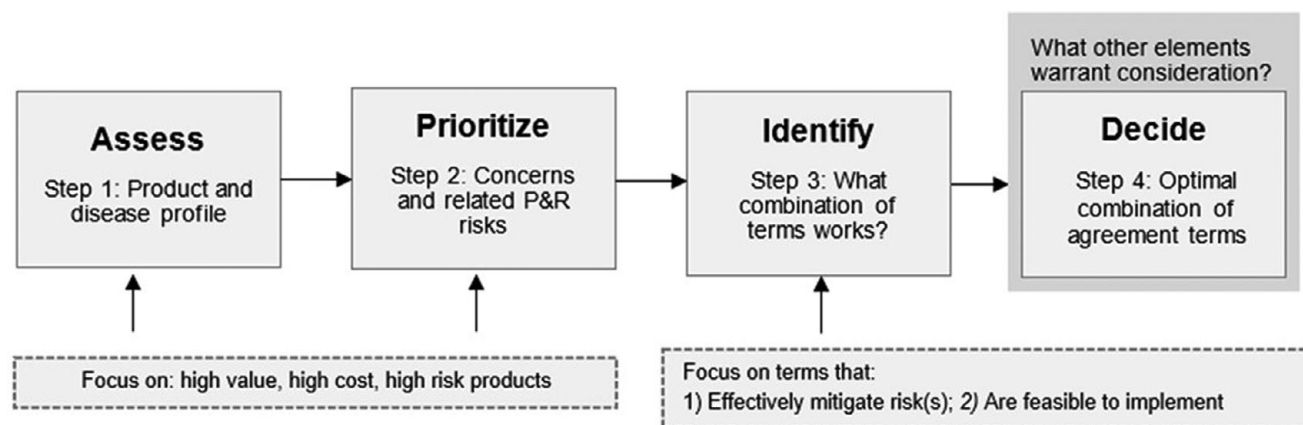 What other elements
warrant consideration?
Assess
Step 1: Product and
disease profile
Prioritize
Step 2: Concerns
and related P&R
risks
Identify
Step 3: What
combination of
terms works?
Decide
Step 4: Optimal
combination of
agreement terms
Focus on: high value, high cost, high risk products
Focus on terms that:
1) Effectively mitigate risk(s); 2) Are feasible to implement